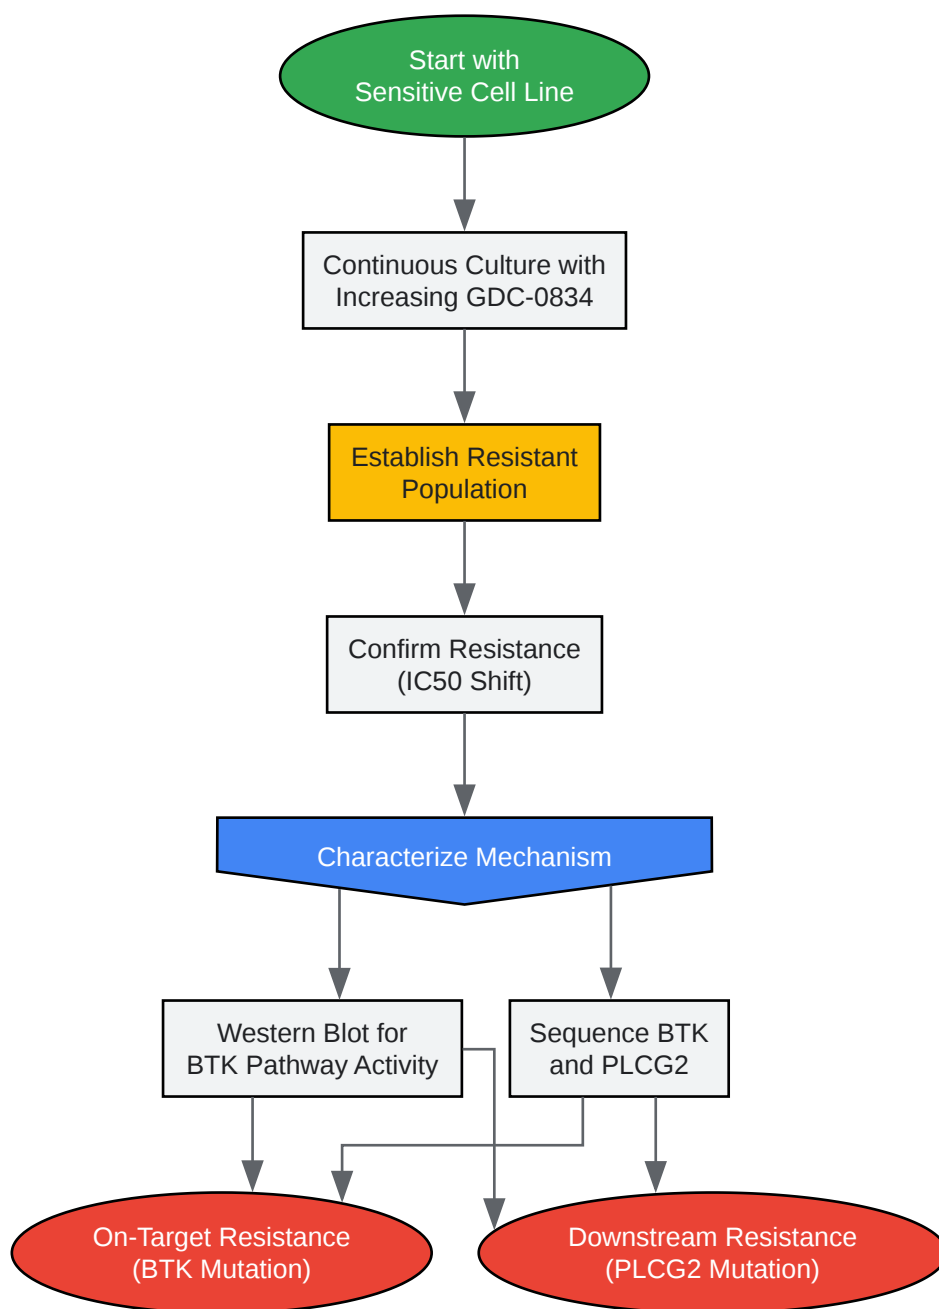 Start with
Sensitive Cell Line
Continuous Culture with
Increasing GDC-0834
Establish Resistant
Population
Confirm Resistance
(IC50 Shift)
Characterize Mechanism
Western Blot for
BTK Pathway Activity
Sequence BTK
and PLCG2
On-Target Resistance
(BTK Mutation)
Downstream Resistance
(PLCG2 Mutation)